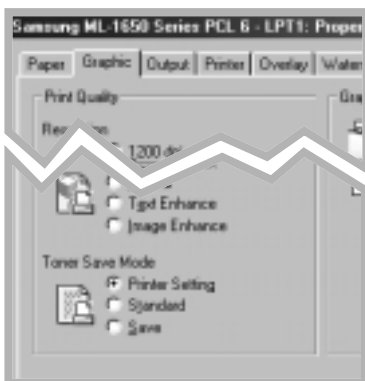 Samsung ML-1650 Series PCL 6 - LPT1: Proper
Paper Graphic Output Printer Overlay Water
Print Quality
Gra
1200
Text Enhance
Image Enhance
Toner Save Mode
Printer Setting
Standard
Save